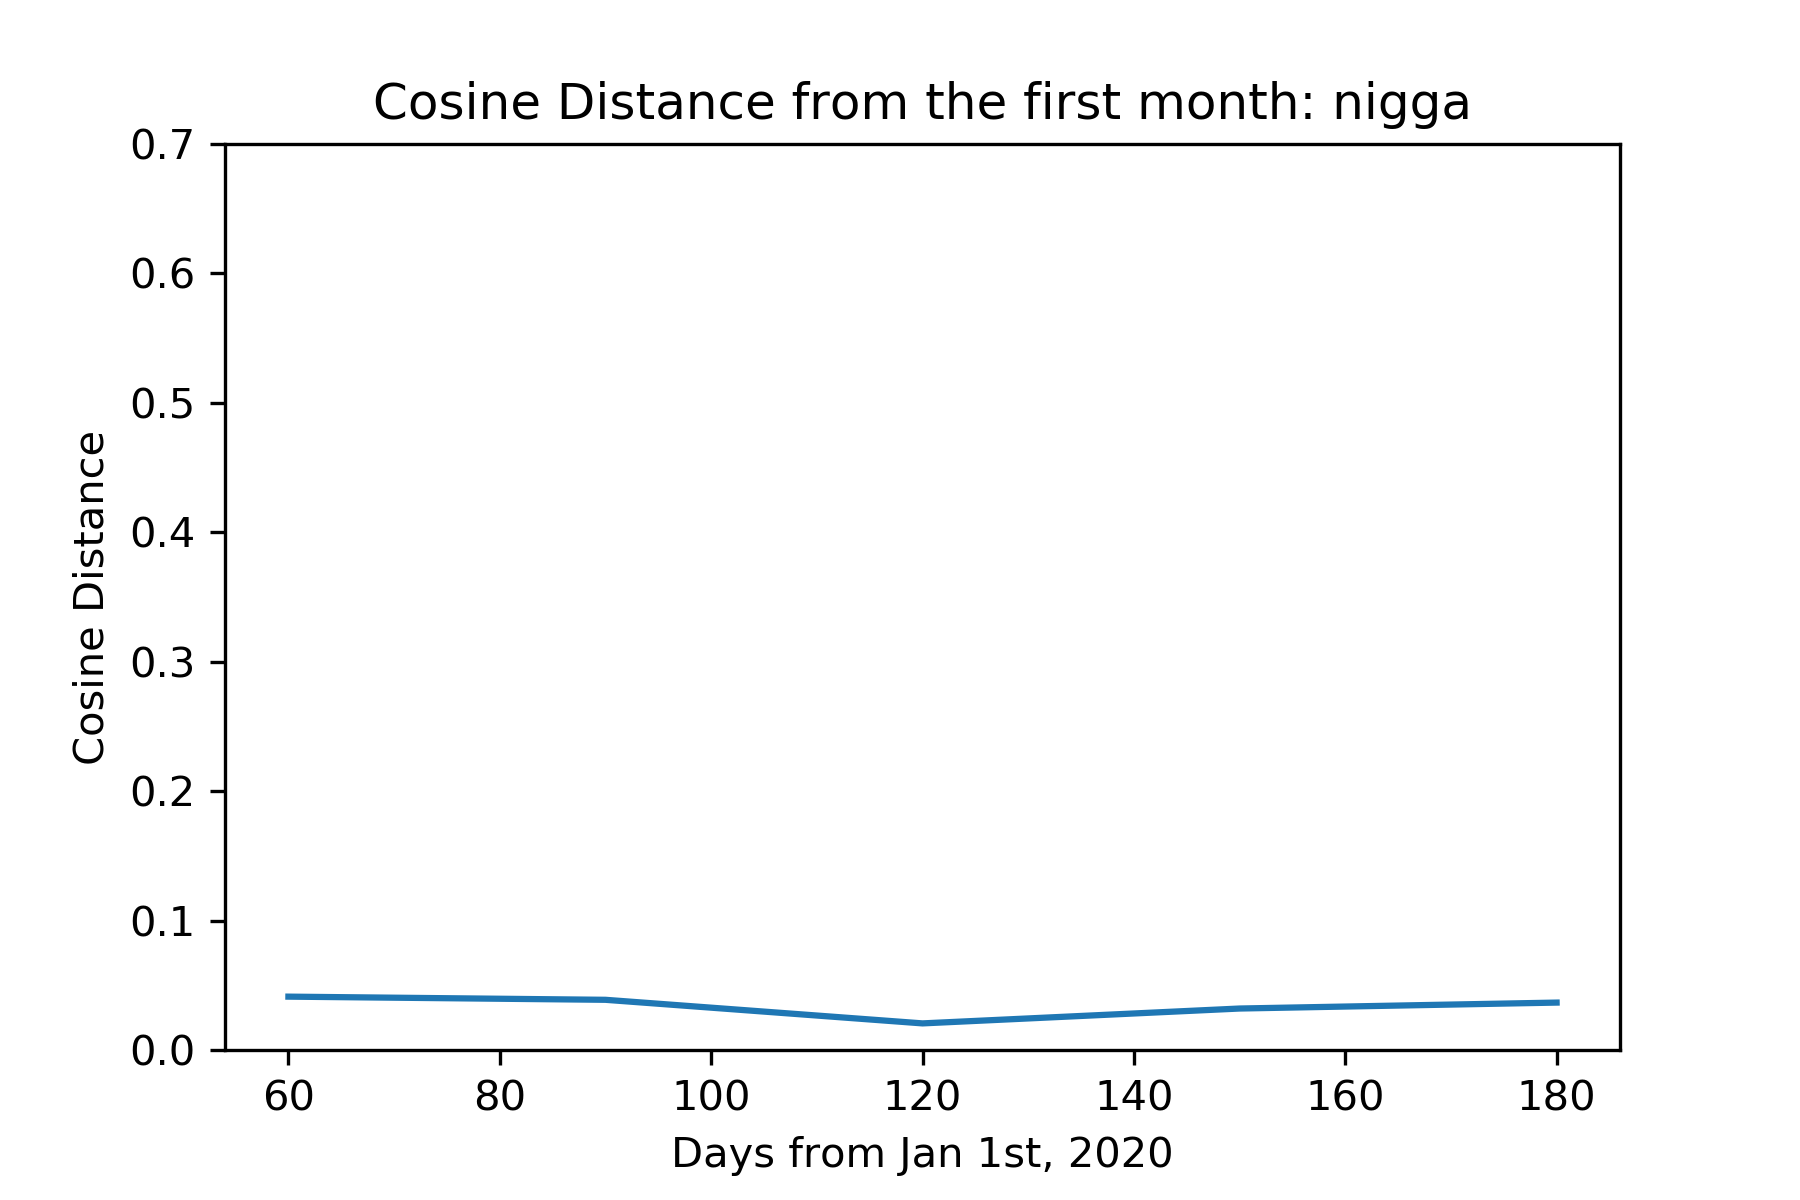 Cosine Distance from the first month: nigga
0.7
0.6
0.5
0.4
0.3
0.2
0.1
0.0
Cosine Distance
60 80 100 120 140 160 180
Days from Jan 1st, 2020